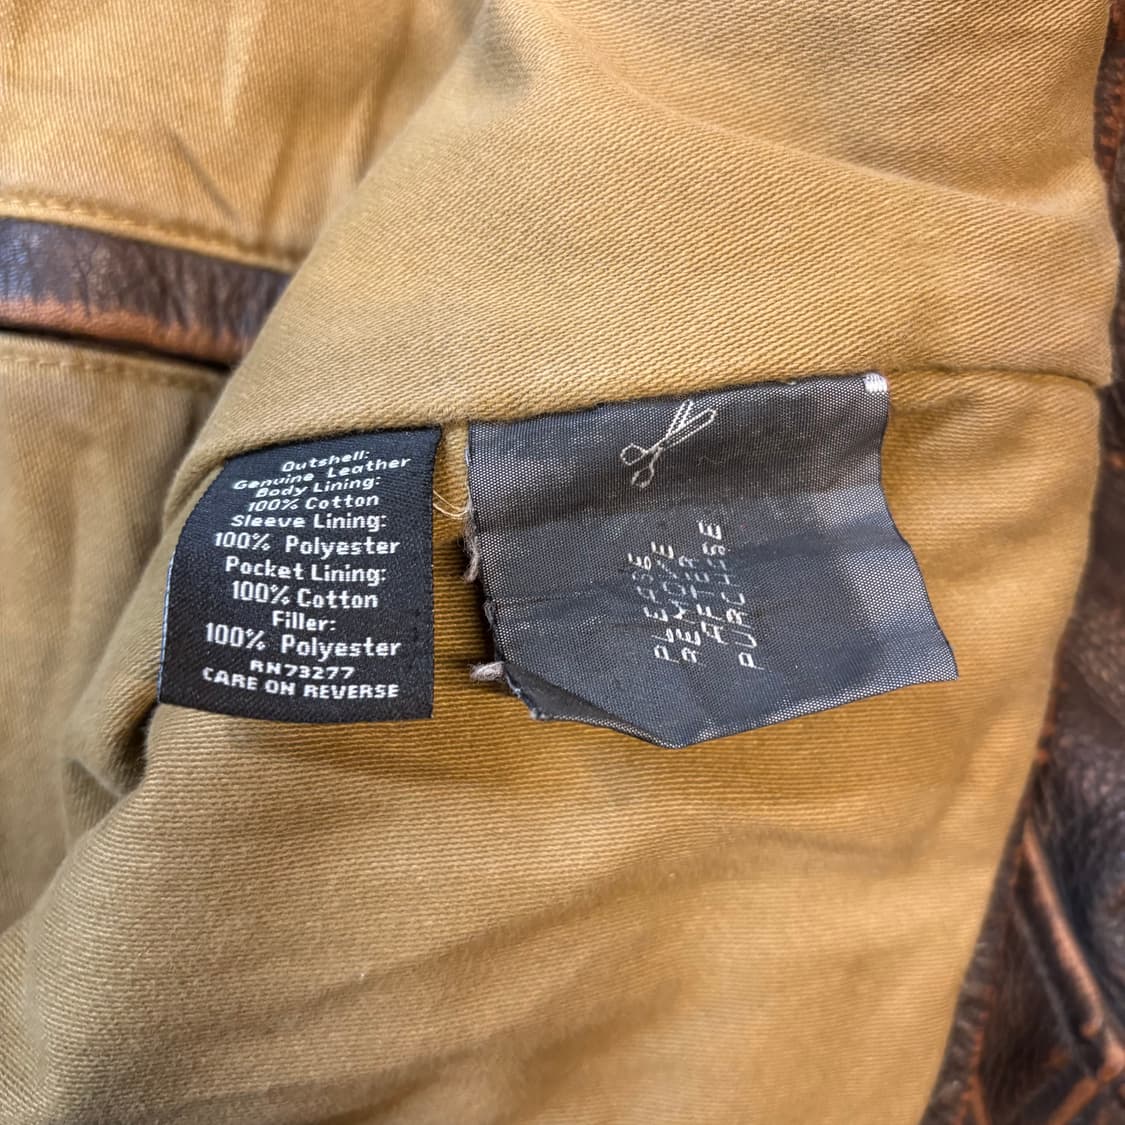 Outshell:
Genuine Leather
Body Lining:
100% Cotton
Sleeve Lining:
100% Polyester
Pocket Lining:
100% Cotton
Filler:
100% Polyester
RN73277
CARE ON REVERSE
PLEASE
REMOVE
AFTER
PURCHASE